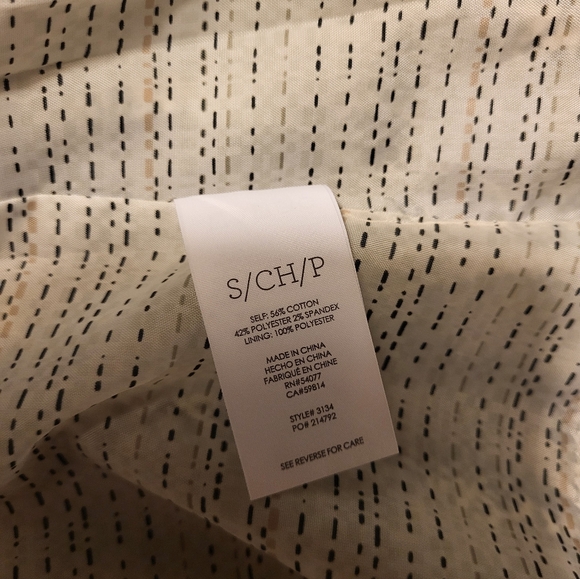 S/CH/P
SELF: 56% COTTON
42% POLYESTER 2% SPANDEX
LINING: 100% POLYESTER
MADE IN CHINA
HECHO EN CHINA
FABRIQUÉ EN CHINE
RN#54077
CA#59814
STYLE# 3134
PO# 214792
SEE REVERSE FOR CARE